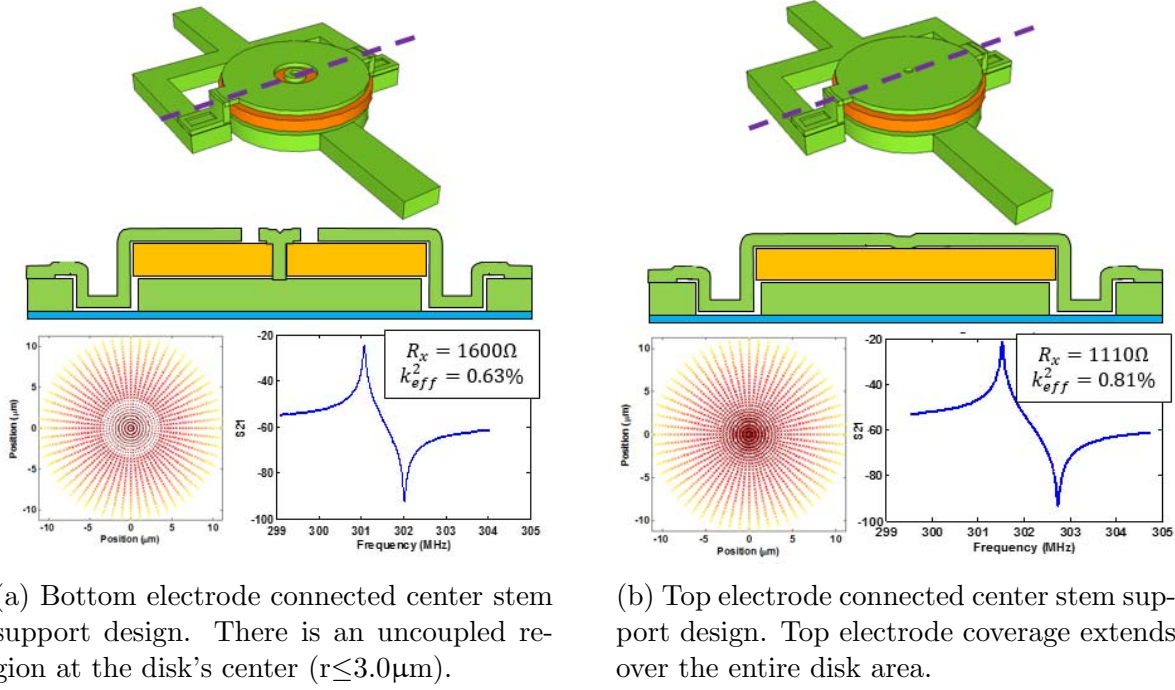 -20
-40
-60
-80
-100
S21
299 300 301 302 303 304 305
Frequency (MHz)
Rₓ = 1600Ω
k²eff = 0.63%
10
5
0
-5
-10
Position (μm)
-10 -5 0 5 10
Position (μm)
-20
-40
-60
-80
-100
S21
299 300 301 302 303 304 305
Frequency (MHz)
Rₓ = 1110Ω
k²eff = 0.81%
10
5
0
-5
-10
Position (μm)
-10 -5 0 5 10
Position (μm)
(a) Bottom electrode connected center stem
support design. There is an uncoupled re-
gion at the disk's center (r≤3.0μm).
(b) Top electrode connected center stem sup-
port design. Top electrode coverage extends
over the entire disk area.